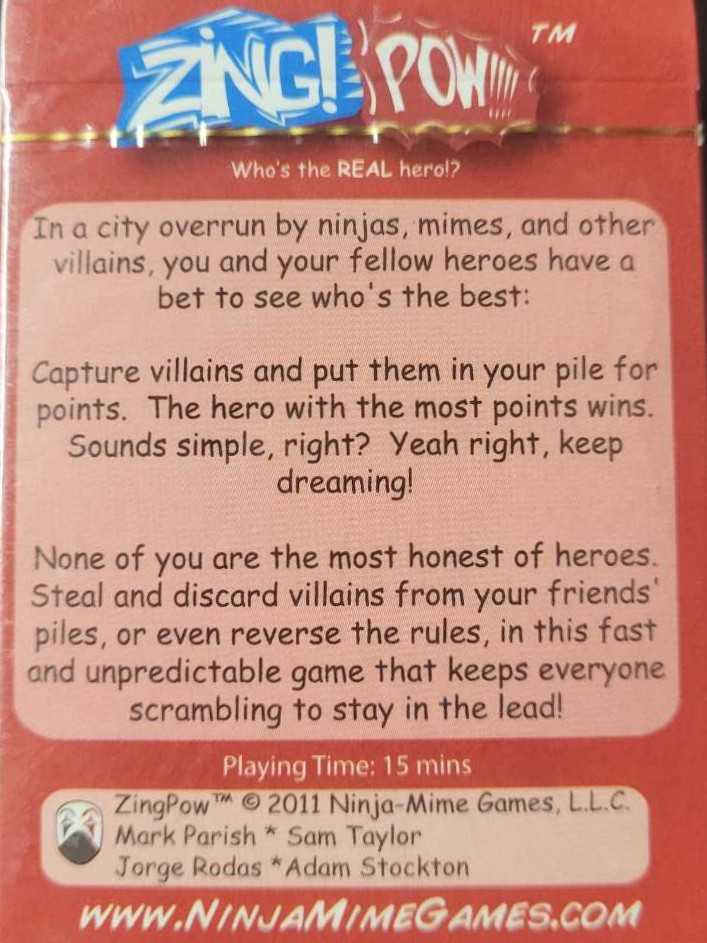 ZING! POW!!!! TM
Who's the REAL hero!?
In a city overrun by ninjas, mimes, and other
villains, you and your fellow heroes have a
bet to see who's the best:
Capture villains and put them in your pile for
points. The hero with the most points wins.
Sounds simple, right? Yeah right, keep
dreaming!
None of you are the most honest of heroes.
Steal and discard villains from your friends'
piles, or even reverse the rules, in this fast
and unpredictable game that keeps everyone
scrambling to stay in the lead!
Playing Time: 15 mins
ZingPow™ © 2011 Ninja-Mime Games, L.L.C.
Mark Parish * Sam Taylor
Jorge Rodas * Adam Stockton
WWW.NINJAMIMEGAMES.COM